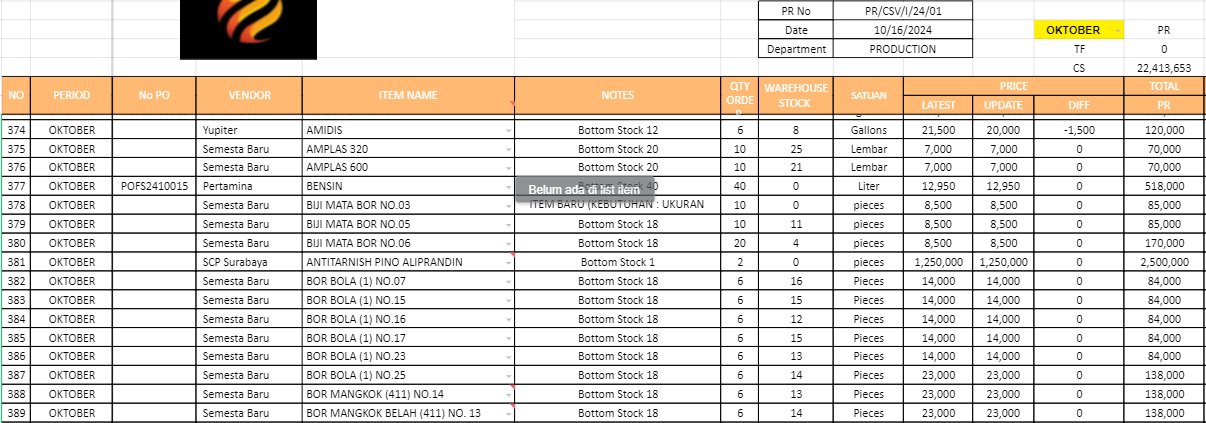 PR No PR/CSV/I/24/01
Date 10/16/2024 OKTOBER PR
Department PRODUCTION TF 0
CS 22,413,653
NO PERIOD No PO VENDOR ITEM NAME NOTES QTY ORDE WAREHOUSE STOCK SATUAN PRICE TOTAL
LATEST UPDATE DIFF PR
374 OKTOBER Yupiter AMIDIS Bottom Stock 12 6 8 Gallons 21,500 20,000 -1,500 120,000
375 OKTOBER Semesta Baru AMPLAS 320 Bottom Stock 20 10 25 Lembar 7,000 7,000 0 70,000
376 OKTOBER Semesta Baru AMPLAS 600 Bottom Stock 20 10 21 Lembar 7,000 7,000 0 70,000
377 OKTOBER POFS2410015 Pertamina BENSIN Bottom Stock 40 40 0 Liter 12,950 12,950 0 518,000
Belum ada di list item
378 OKTOBER Semesta Baru BIJI MATA BOR NO.03 ITEM BARU (KEBUTUHAN : UKURAN 10 0 pieces 8,500 8,500 0 85,000
379 OKTOBER Semesta Baru BIJI MATA BOR NO.05 Bottom Stock 18 10 11 pieces 8,500 8,500 0 85,000
380 OKTOBER Semesta Baru BIJI MATA BOR NO.06 Bottom Stock 18 20 4 pieces 8,500 8,500 0 170,000
381 OKTOBER SCP Surabaya ANTITARNISH PINO ALIPRANDIN Bottom Stock 1 2 0 pieces 1,250,000 1,250,000 0 2,500,000
382 OKTOBER Semesta Baru BOR BOLA (1) NO.07 Bottom Stock 18 6 16 Pieces 14,000 14,000 0 84,000
383 OKTOBER Semesta Baru BOR BOLA (1) NO.15 Bottom Stock 18 6 15 Pieces 14,000 14,000 0 84,000
384 OKTOBER Semesta Baru BOR BOLA (1) NO.16 Bottom Stock 18 6 12 Pieces 14,000 14,000 0 84,000
385 OKTOBER Semesta Baru BOR BOLA (1) NO.17 Bottom Stock 18 6 15 Pieces 14,000 14,000 0 84,000
386 OKTOBER Semesta Baru BOR BOLA (1) NO.23 Bottom Stock 18 6 13 Pieces 14,000 14,000 0 84,000
387 OKTOBER Semesta Baru BOR BOLA (1) NO.25 Bottom Stock 18 6 14 Pieces 23,000 23,000 0 138,000
388 OKTOBER Semesta Baru BOR MANGKOK (411) NO.14 Bottom Stock 18 6 13 Pieces 23,000 23,000 0 138,000
389 OKTOBER Semesta Baru BOR MANGKOK BELAH (411) NO. 13 Bottom Stock 18 6 14 Pieces 23,000 23,000 0 138,000